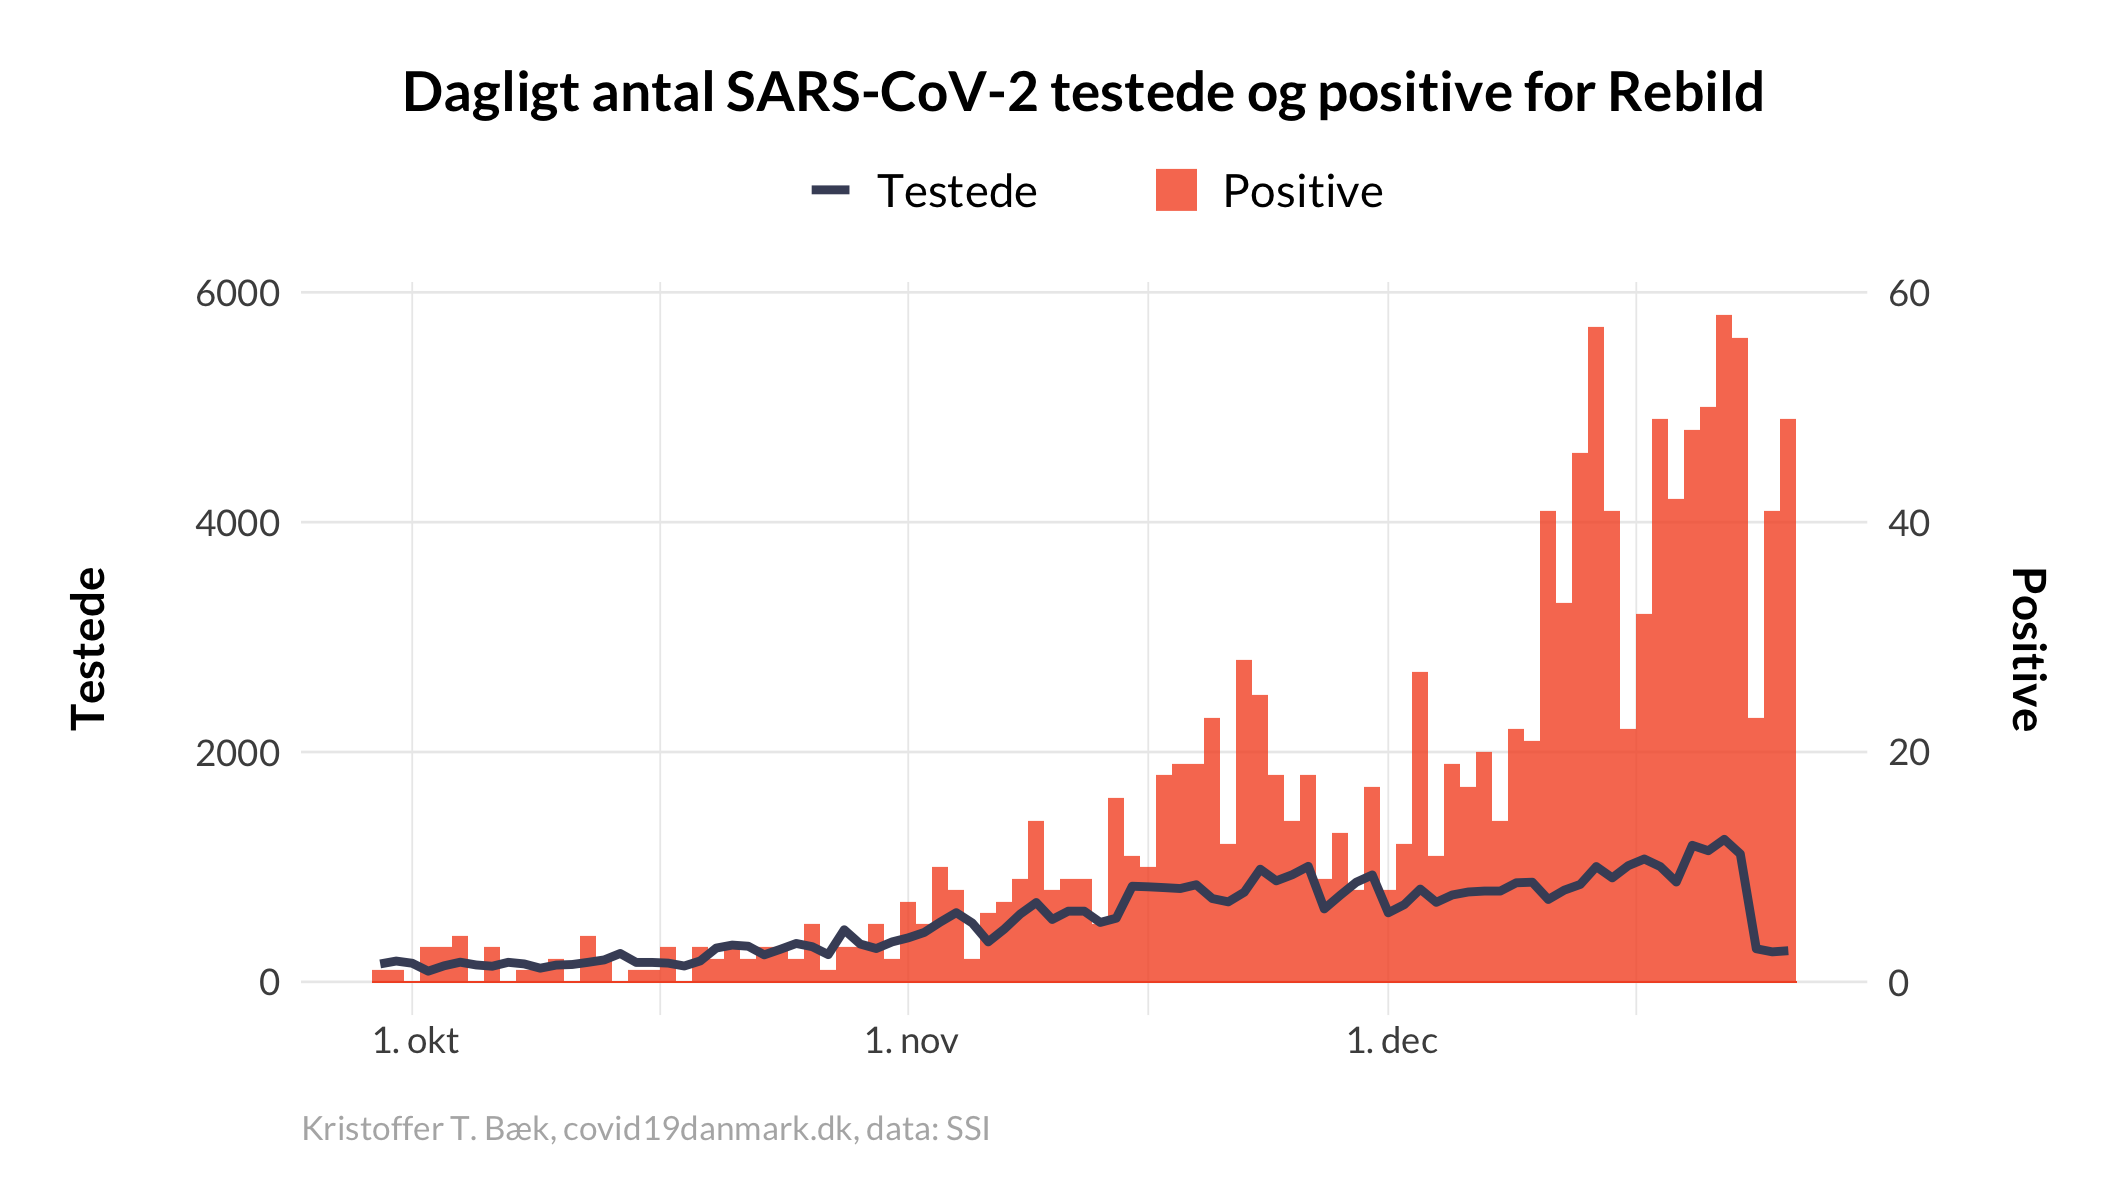 Dagligt antal SARS-CoV-2 testede og positive for Rebild
Testede Positive
6000 60
4000 40
2000 20
0 0
Testede
Positive
1. okt 1. nov 1. dec
Kristoffer T. Bæk, covid19danmark.dk, data: SSI